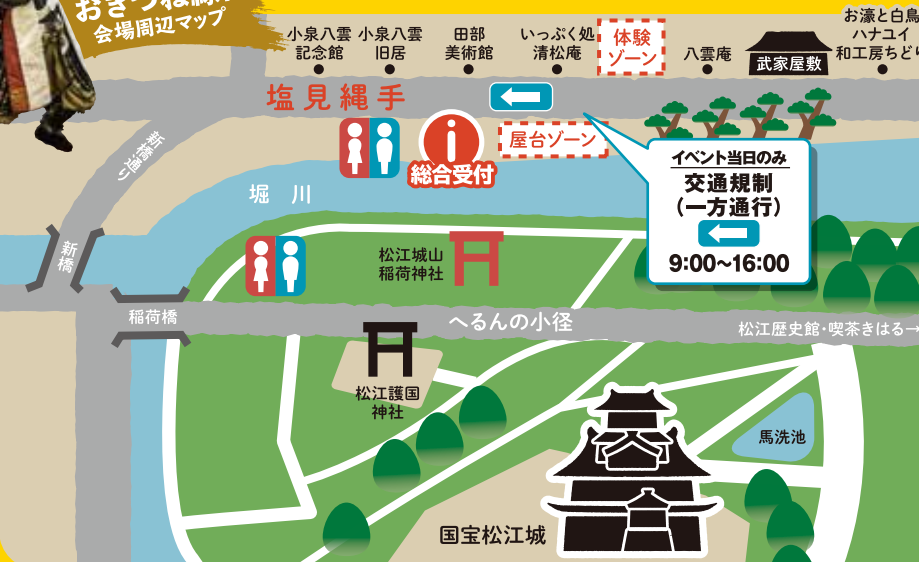 会場周辺マップ
小泉八雲
記念館
小泉八雲
旧居
田部
美術館
いっぷく処
清松庵
体験
ゾーン
八雲庵
武家屋敷
お濠と白鳥
ハナユイ
和工房ちどり
塩見縄手
屋台ゾーン
総合受付
新橋通り
堀川
イベント当日のみ
交通規制
(一方通行)
9:00~16:00
新橋
松江城山
稲荷神社
稲荷橋
へるんの小径
松江歴史館・喫茶きはる→
松江護国
神社
馬洗池
国宝松江城